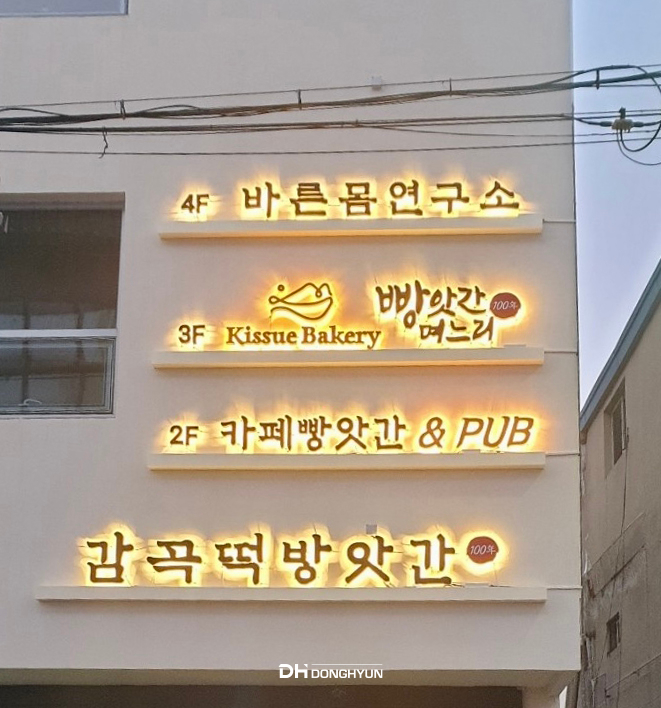 4F 바른몸연구소
3F Kissue Bakery 빵앗간 100年
며느리
2F 카페빵앗간 & PUB
감곡떡방앗간 100年
DH DONGHYUN